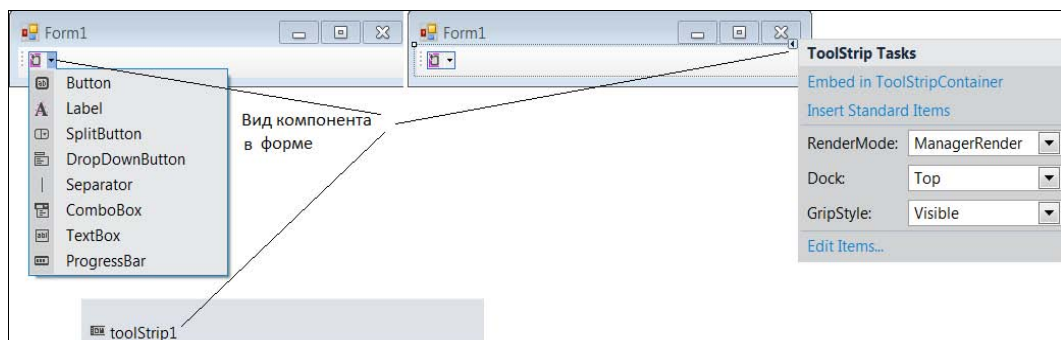 Form1
Button
Label
SplitButton
DropDownButton
Separator
ComboBox
TextBox
ProgressBar
Вид компонента
в форме
toolStrip1
Form1
ToolStrip Tasks
Embed in ToolStripContainer
Insert Standard Items
RenderMode: ManagerRender
Dock: Top
GripStyle: Visible
Edit Items...